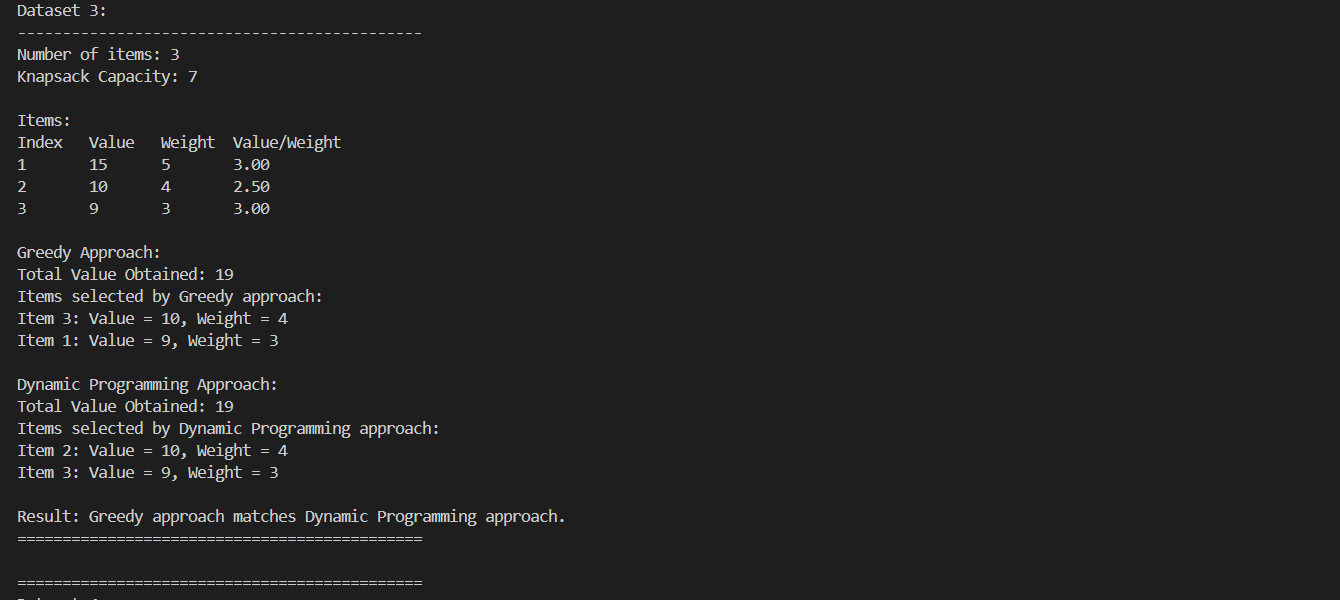 Dataset 3:
---------------------------------------------
Number of items: 3
Knapsack Capacity: 7
Items:
Index Value Weight Value/Weight
1 15 5 3.00
2 10 4 2.50
3 9 3 3.00
Greedy Approach:
Total Value Obtained: 19
Items selected by Greedy approach:
Item 3: Value = 10, Weight = 4
Item 1: Value = 9, Weight = 3
Dynamic Programming Approach:
Total Value Obtained: 19
Items selected by Dynamic Programming approach:
Item 2: Value = 10, Weight = 4
Item 3: Value = 9, Weight = 3
Result: Greedy approach matches Dynamic Programming approach.
=============================================
=============================================